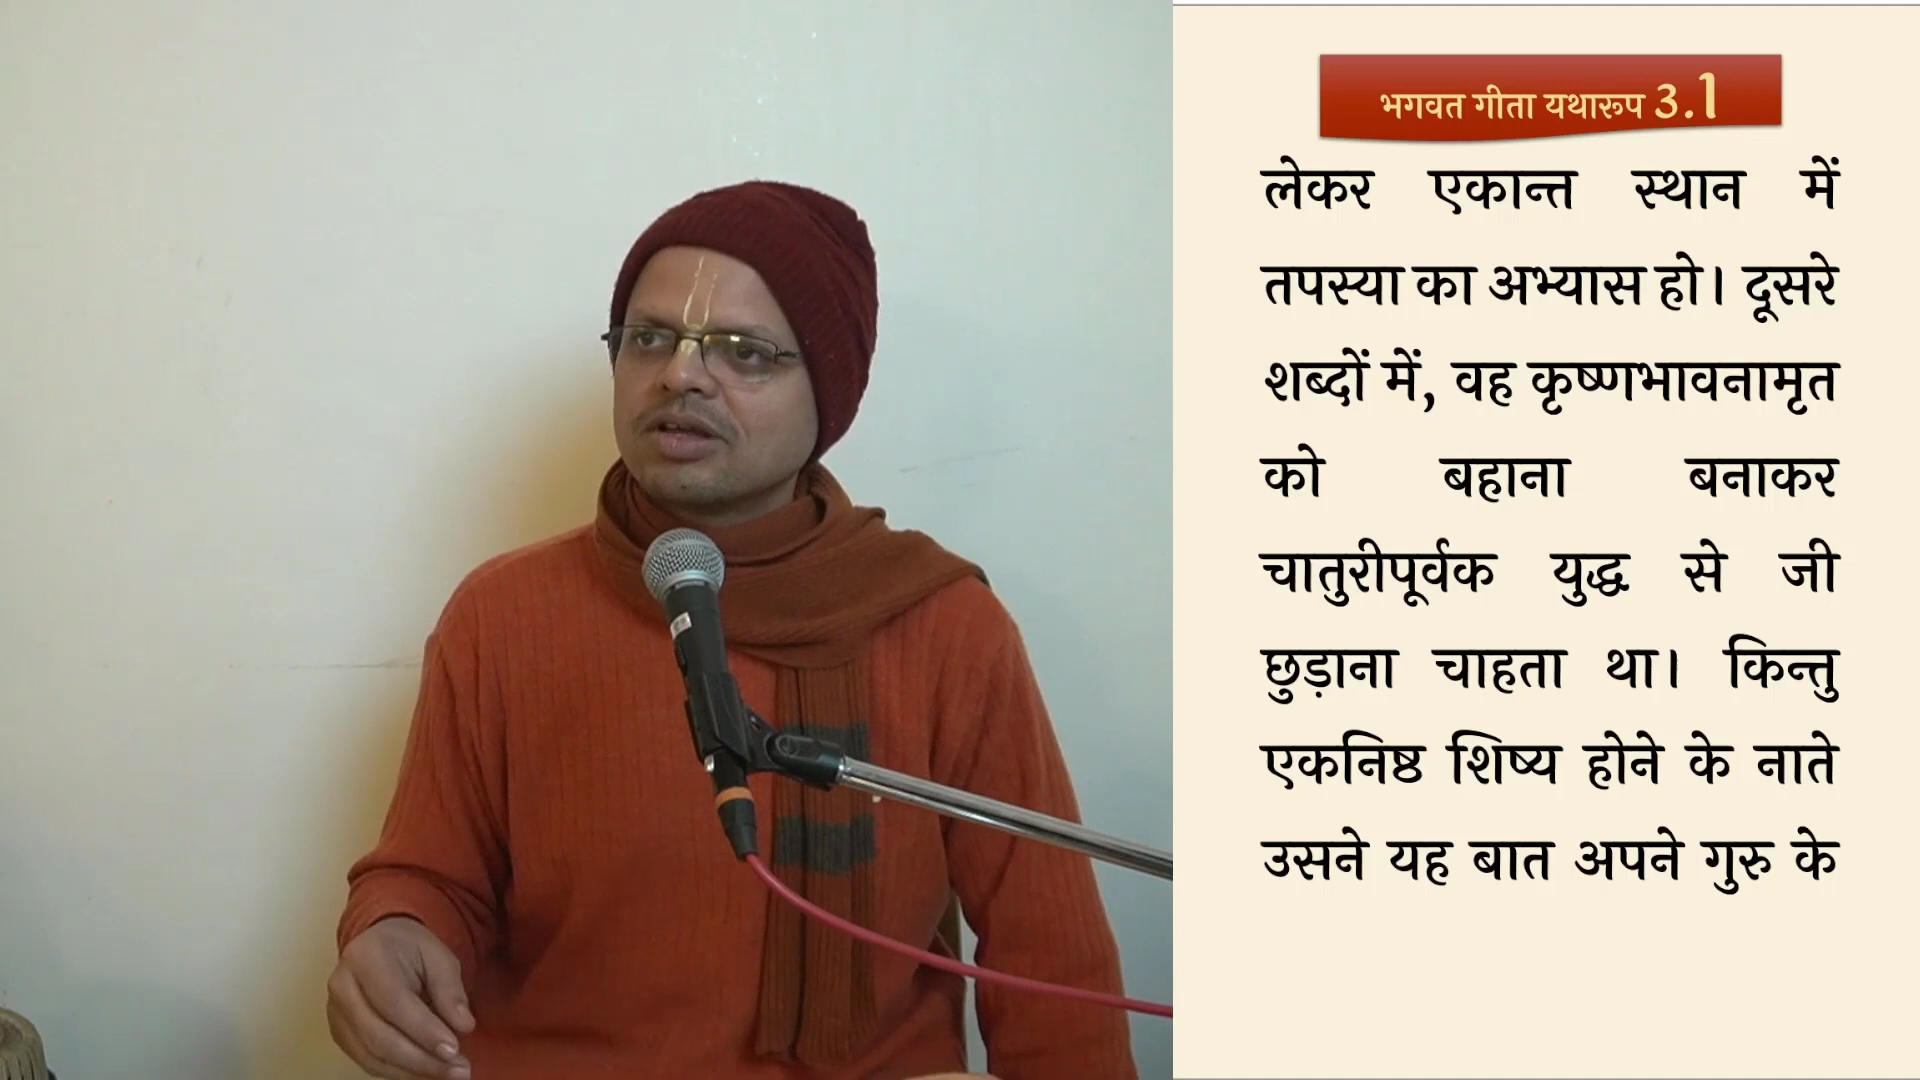 भगवत गीता यथारूप 3.1
लेकर एकान्त स्थान में
तपस्या का अभ्यास हो। दूसरे
शब्दों में, वह कृष्णभावनामृत
को बहाना बनाकर
चातुरीपूर्वक युद्ध से जी
छुड़ाना चाहता था। किन्तु
एकनिष्ठ शिष्य होने के नाते
उसने यह बात अपने गुरु के